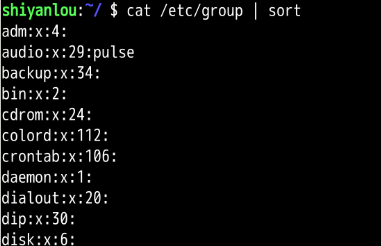 shiyanlou:~/ $ cat /etc/group | sort
adm:x:4:
audio:x:29:pulse
backup:x:34:
bin:x:2:
cdrom:x:24:
colord:x:112:
crontab:x:106:
daemon:x:1:
dialout:x:20:
dip:x:30:
disk:x:6: